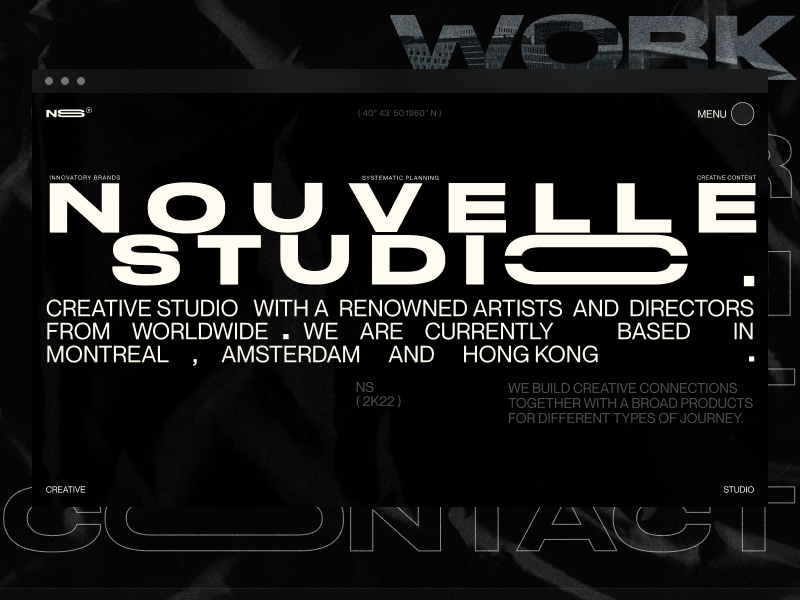 WORK
NS®
( 40° 43' 50.1960" N )
MENU
INNOVATORY BRANDS
SYSTEMATIC PLANNING
CREATIVE CONTENT
NOUVELLE
STUDIO .
CREATIVE STUDIO WITH A RENOWNED ARTISTS AND DIRECTORS
FROM WORLDWIDE . WE ARE CURRENTLY BASED IN
MONTREAL , AMSTERDAM AND HONG KONG .
NS
( 2K22 )
WE BUILD CREATIVE CONNECTIONS
TOGETHER WITH A BROAD PRODUCTS
FOR DIFFERENT TYPES OF JOURNEY.
CREATIVE
STUDIO
CONTACT